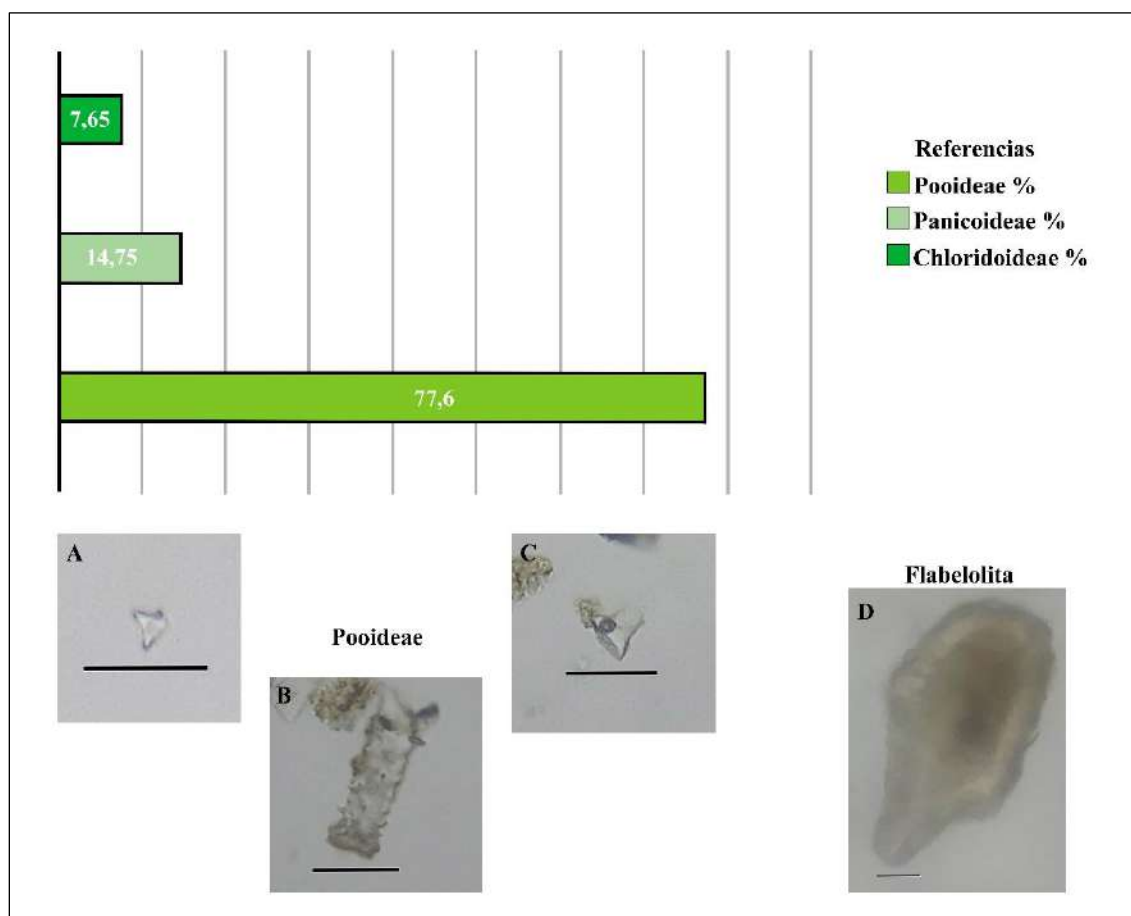 7,65
14,75
77,6
Referencias
Pooideae %
Panicoideae %
Chloridoideae %
A
Pooideae
B
C
Flabelolita
D